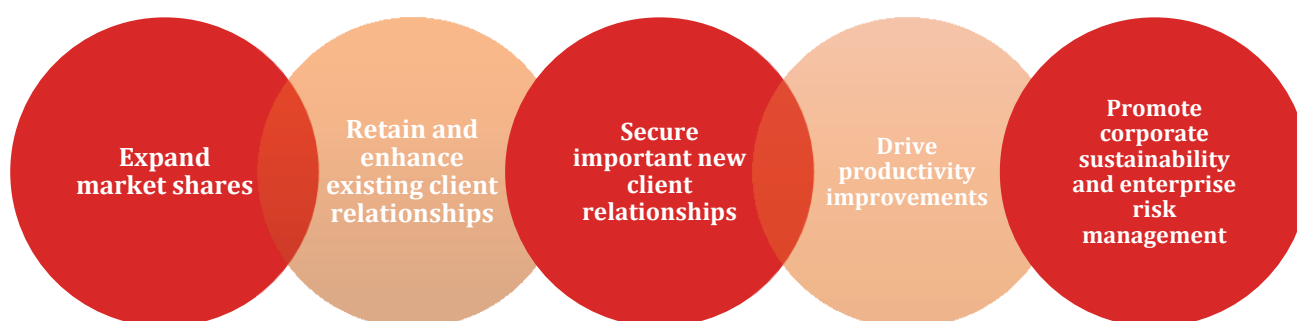 Expand
market shares
Retain and
enhance
existing client
relationships
Secure
important new
client
relationships
Drive
productivity
improvements
Promote
corporate
sustainability
and enterprise
risk
management